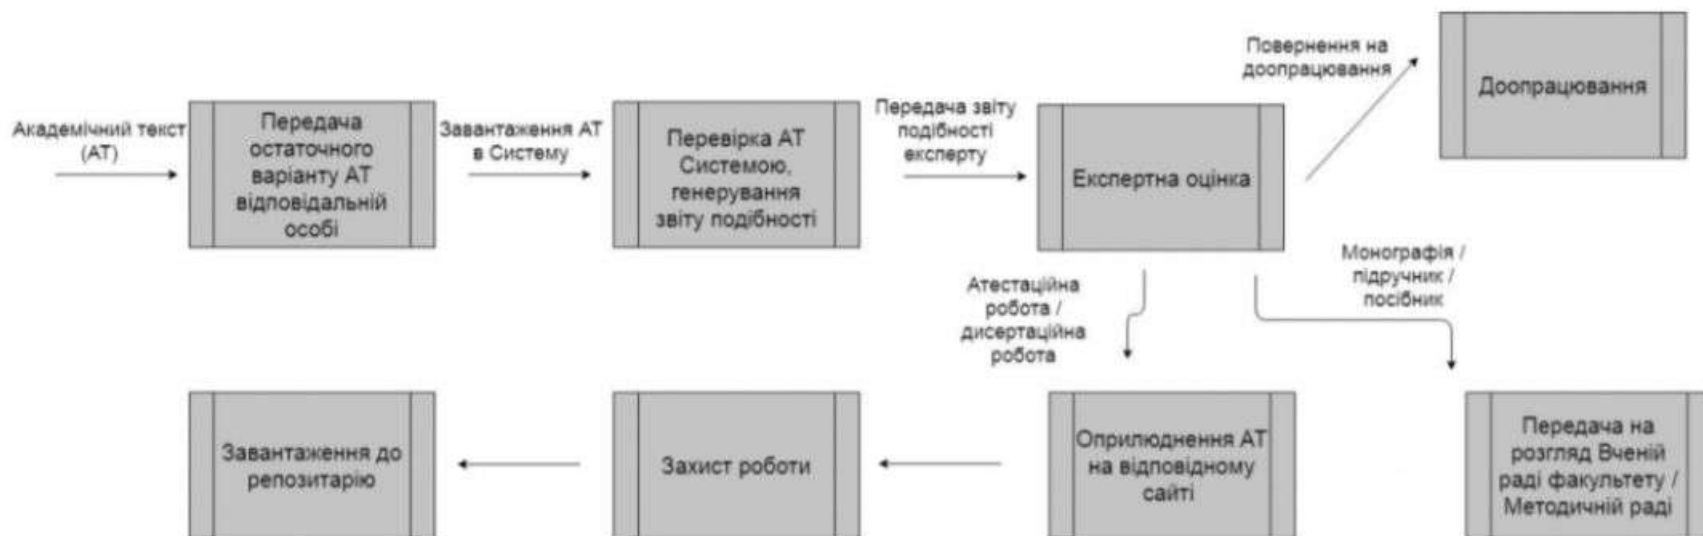 Академічний текст
(АТ)
Передача
остаточного
варіанту АТ
відповідальній
особі
Завантаження АТ
в Систему
Перевірка АТ
Системою,
генерування
звіту подібності
Передача звіту
подібності
експерту
Експертна оцінка
Повернення на
доопрацювання
Доопрацювання
Атестаційна
робота /
дисертаційна
робота
Монографія /
підручник /
посібник
Завантаження до
репозитарію
Захист роботи
Оприлюднення АТ
на відповідному
сайті
Передача на
розгляд Вченій
раді факультету /
Методичній раді